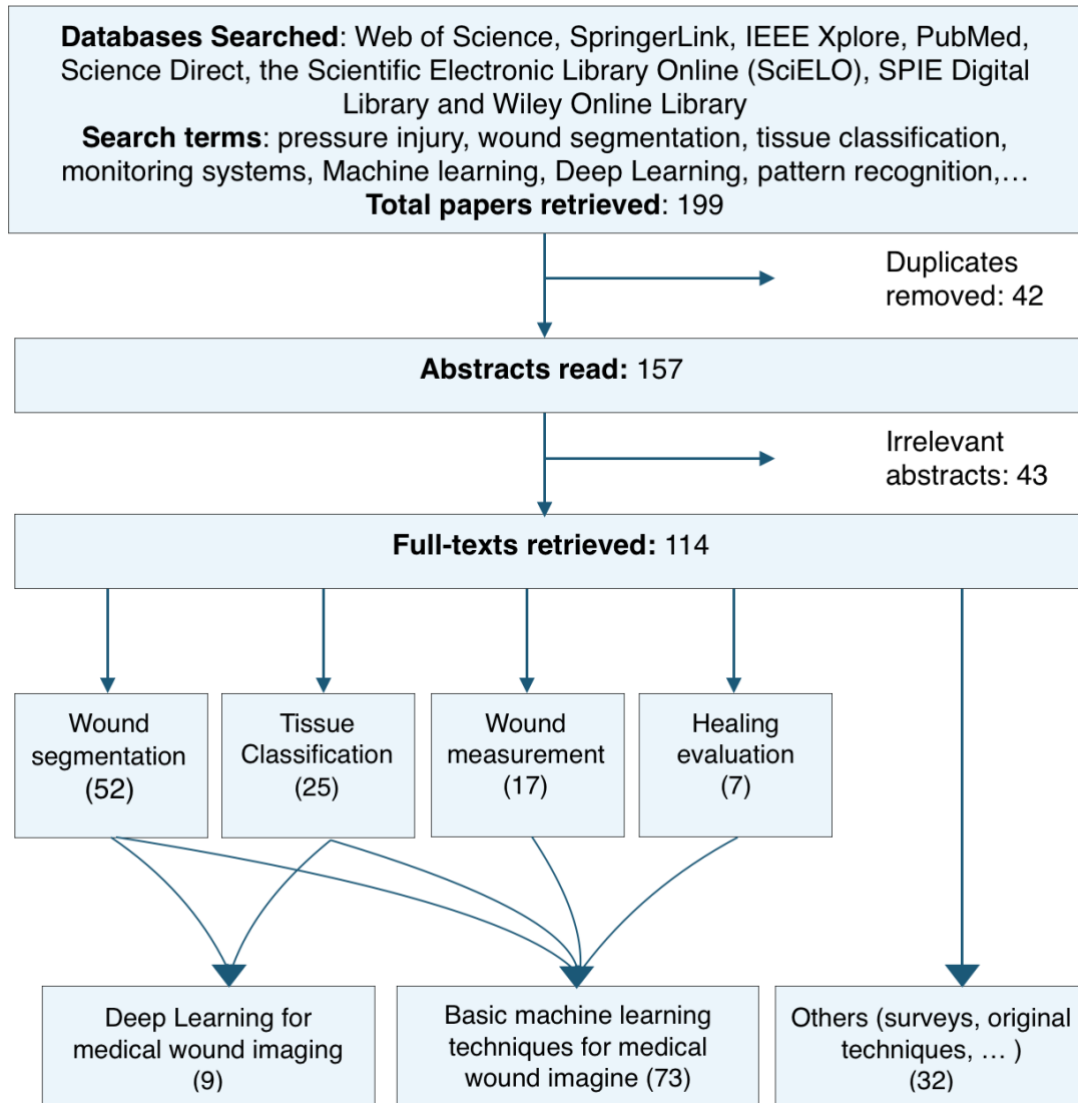 Databases Searched: Web of Science, SpringerLink, IEEE Xplore, PubMed,
Science Direct, the Scientific Electronic Library Online (SciELO), SPIE Digital
Library and Wiley Online Library
Search terms: pressure injury, wound segmentation, tissue classification,
monitoring systems, Machine learning, Deep Learning, pattern recognition,…
Total papers retrieved: 199
Duplicates
removed: 42
Abstracts read: 157
Irrelevant
abstracts: 43
Full-texts retrieved: 114
Wound
segmentation
(52)
Tissue
Classification
(25)
Wound
measurement
(17)
Healing
evaluation
(7)
Deep Learning for
medical wound imaging
(9)
Basic machine learning
techniques for medical
wound imagine (73)
Others (surveys, original
techniques, … )
(32)